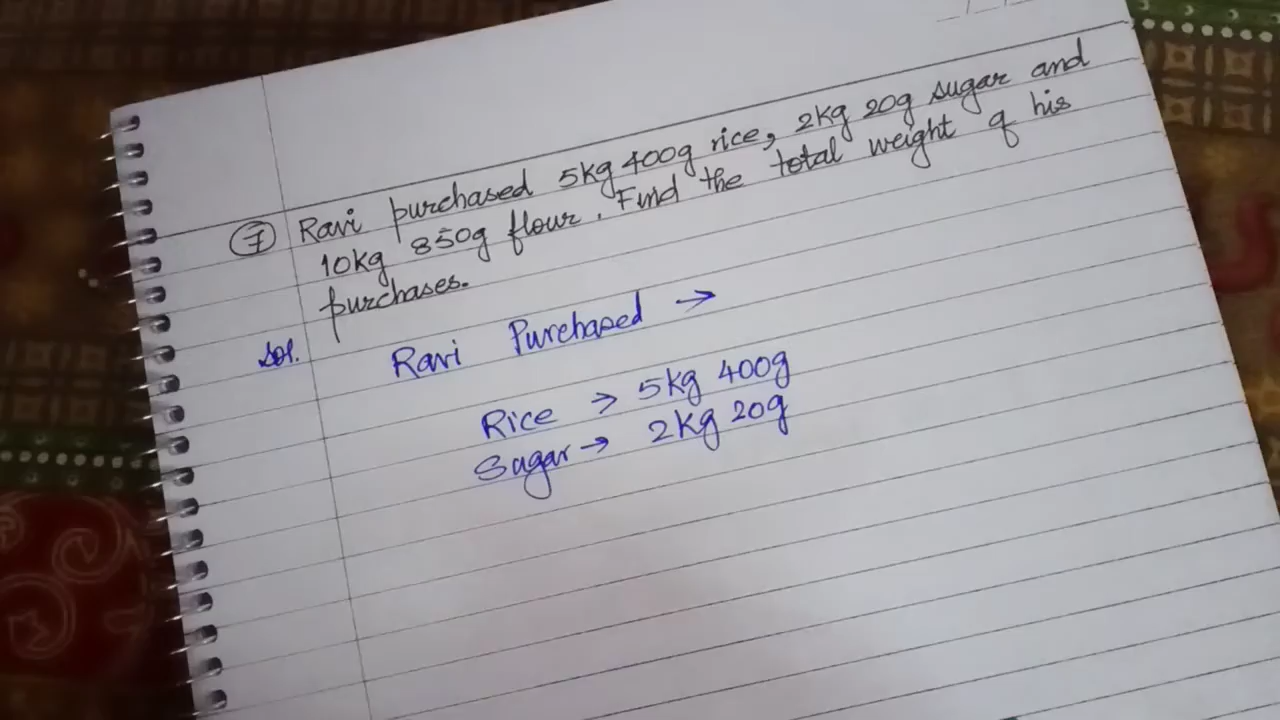 7 Ravi purchased 5kg 400g rice, 2kg 20g sugar and
10kg 850g flour. Find the total weight of his
purchases.
Sol. Ravi Purchased →
Rice → 5kg 400g
Sugar → 2kg 20g